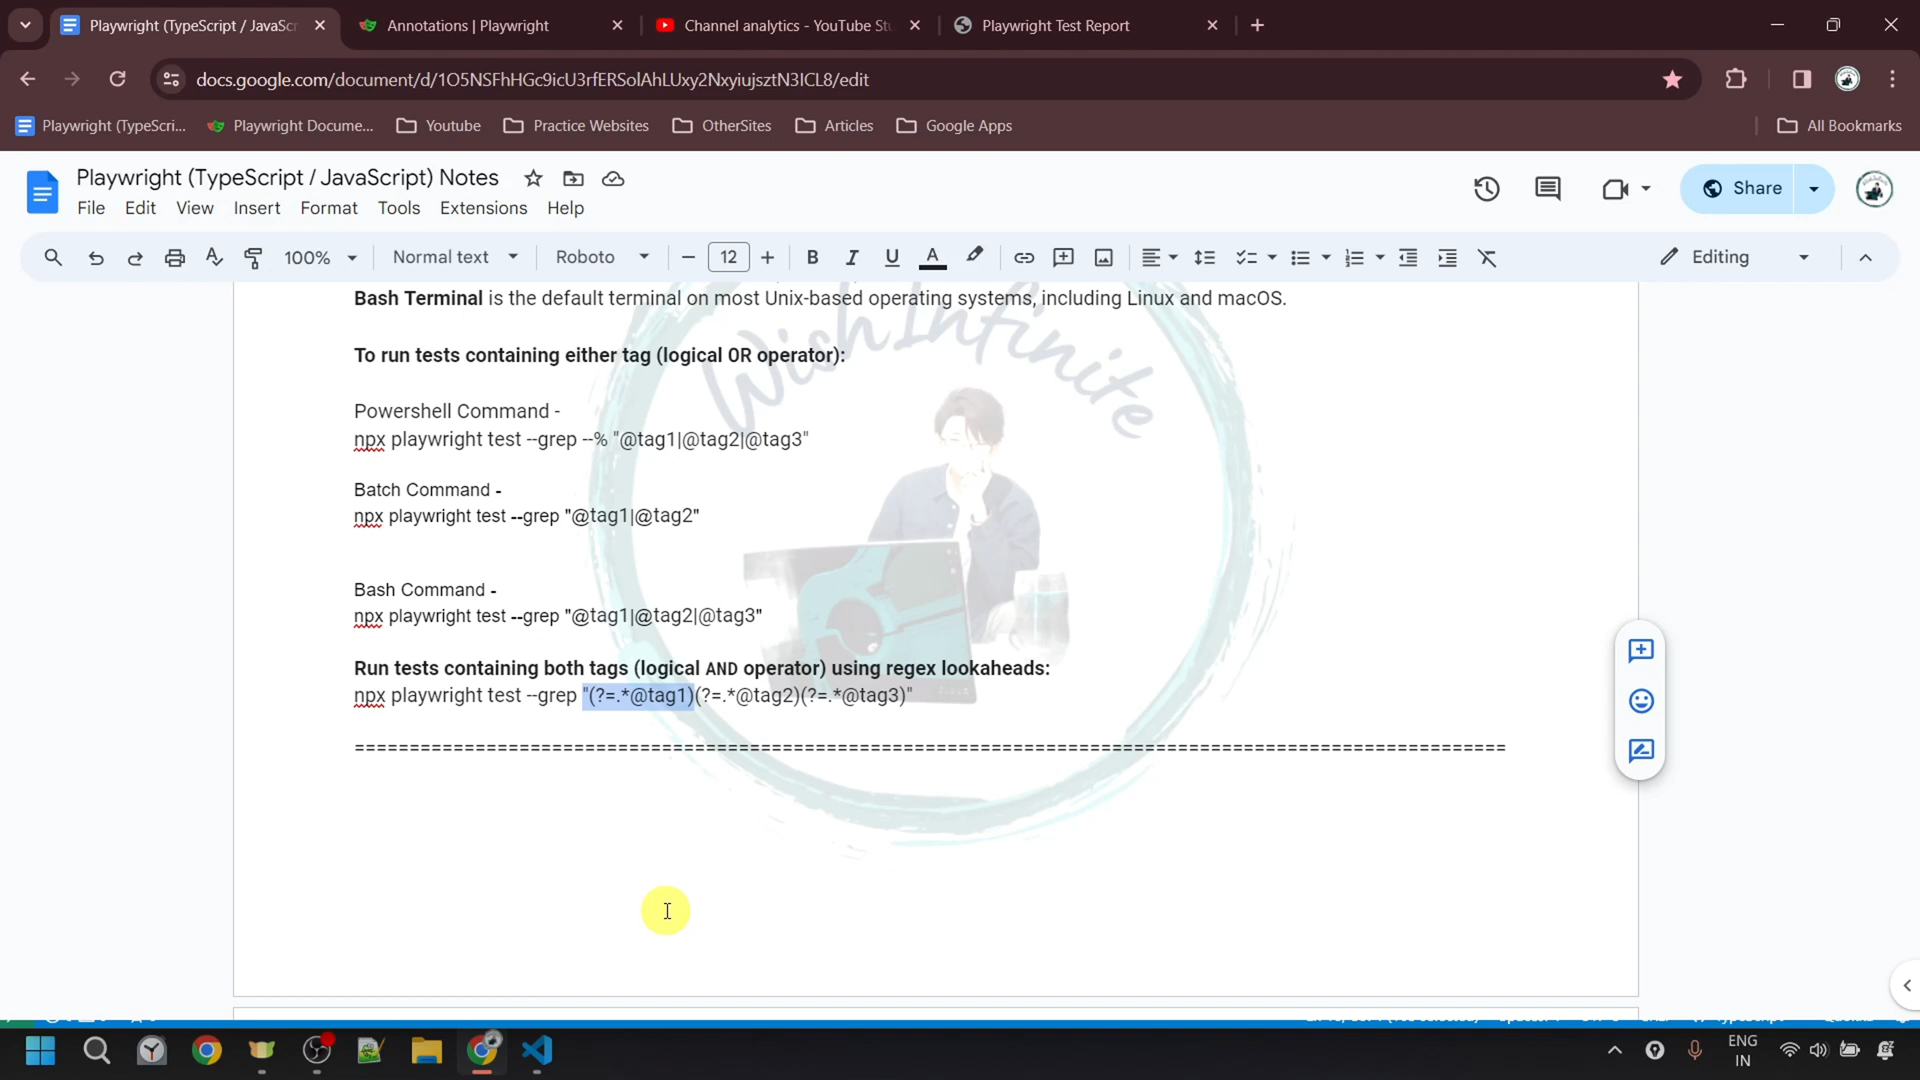 Playwright (TypeScript / JavaSc
Annotations | Playwright
Channel analytics - YouTube Stu
Playwright Test Report
docs.google.com/document/d/1O5NSFhHGc9icU3rfERSolAhLUxy2NxyiujsztN3ICL8/edit
Playwright (TypeScri...
Playwright Docume...
Youtube
Practice Websites
OtherSites
Articles
Google Apps
All Bookmarks
Playwright (TypeScript / JavaScript) Notes
File Edit View Insert Format Tools Extensions Help
Share
100%
Normal text
Roboto
12
Editing
Bash Terminal is the default terminal on most Unix-based operating systems, including Linux and macOS.
WishInfinite
To run tests containing either tag (logical OR operator):
Powershell Command -
npx playwright test --grep --% "@tag1|@tag2|@tag3"
Batch Command -
npx playwright test --grep "@tag1|@tag2"
Bash Command -
npx playwright test --grep "@tag1|@tag2|@tag3"
Run tests containing both tags (logical AND operator) using regex lookaheads:
npx playwright test --grep "(?=.*@tag1)(?=.*@tag2)(?=.*@tag3)"
=====================================================================================
ENG
IN